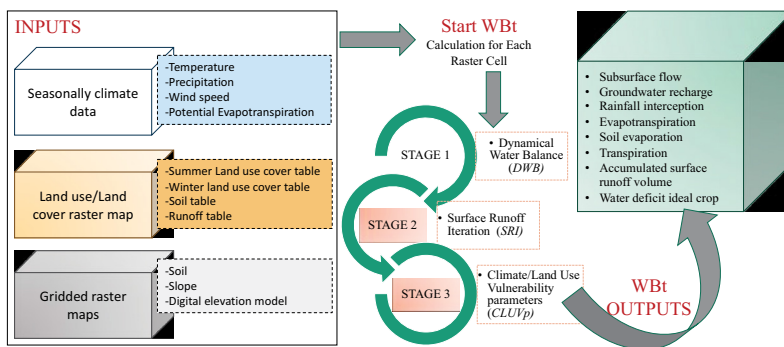 INPUTS
Seasonally climate
data
-Temperature
-Precipitation
-Wind speed
-Potential Evapotranspiration
Land use/Land
cover raster map
-Summer Land use cover table
-Winter land use cover table
-Soil table
-Runoff table
Gridded raster
maps
-Soil
-Slope
-Digital elevation model
Start WBt
Calculation for Each
Raster Cell
STAGE 1
• Dynamical
Water Balance
(DWB)
STAGE 2
• Surface Runoff
Iteration (SRI)
STAGE 3
• Climate/Land Use
Vulnerability
parameters
(CLUVp)
WBt
OUTPUTS
• Subsurface flow
• Groundwater recharge
• Rainfall interception
• Evapotranspiration
• Soil evaporation
• Transpiration
• Accumulated surface
runoff volume
• Water deficit ideal crop